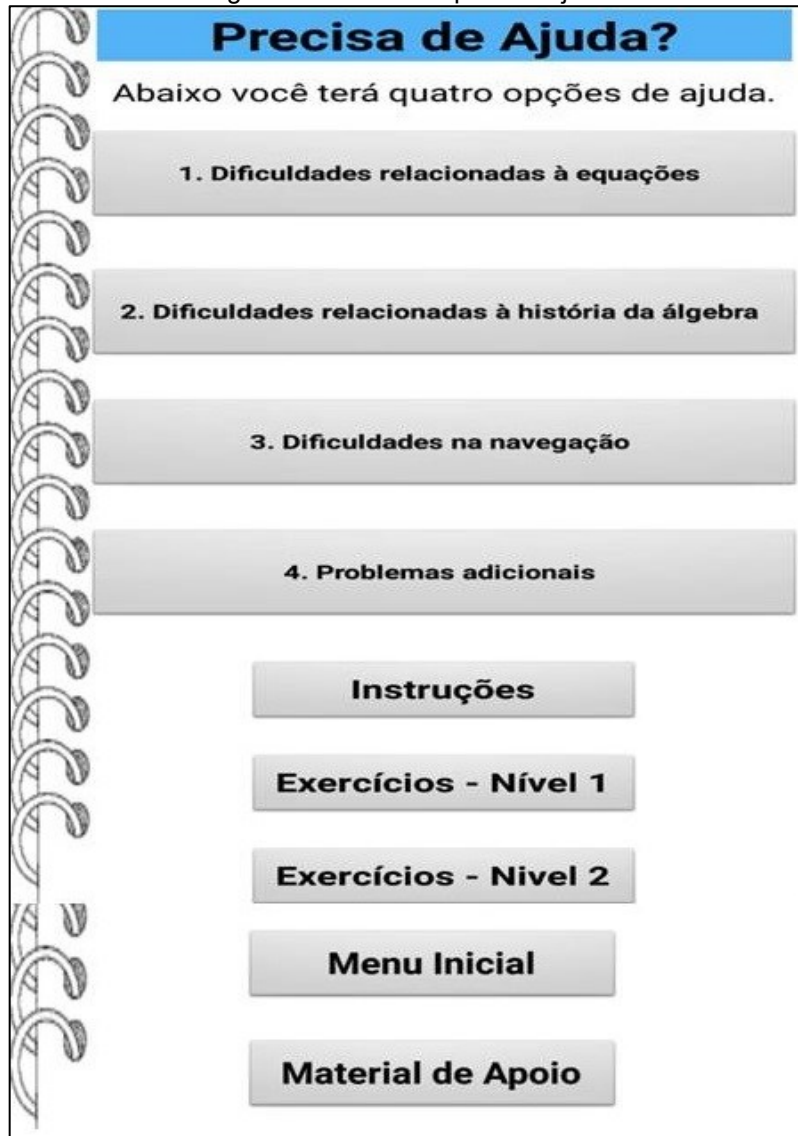 Precisa de Ajuda?
Abaixo você terá quatro opções de ajuda.
1. Dificuldades relacionadas à equações
2. Dificuldades relacionadas à história da álgebra
3. Dificuldades na navegação
4. Problemas adicionais
Instruções
Exercícios - Nível 1
Exercícios - Nivel 2
Menu Inicial
Material de Apoio